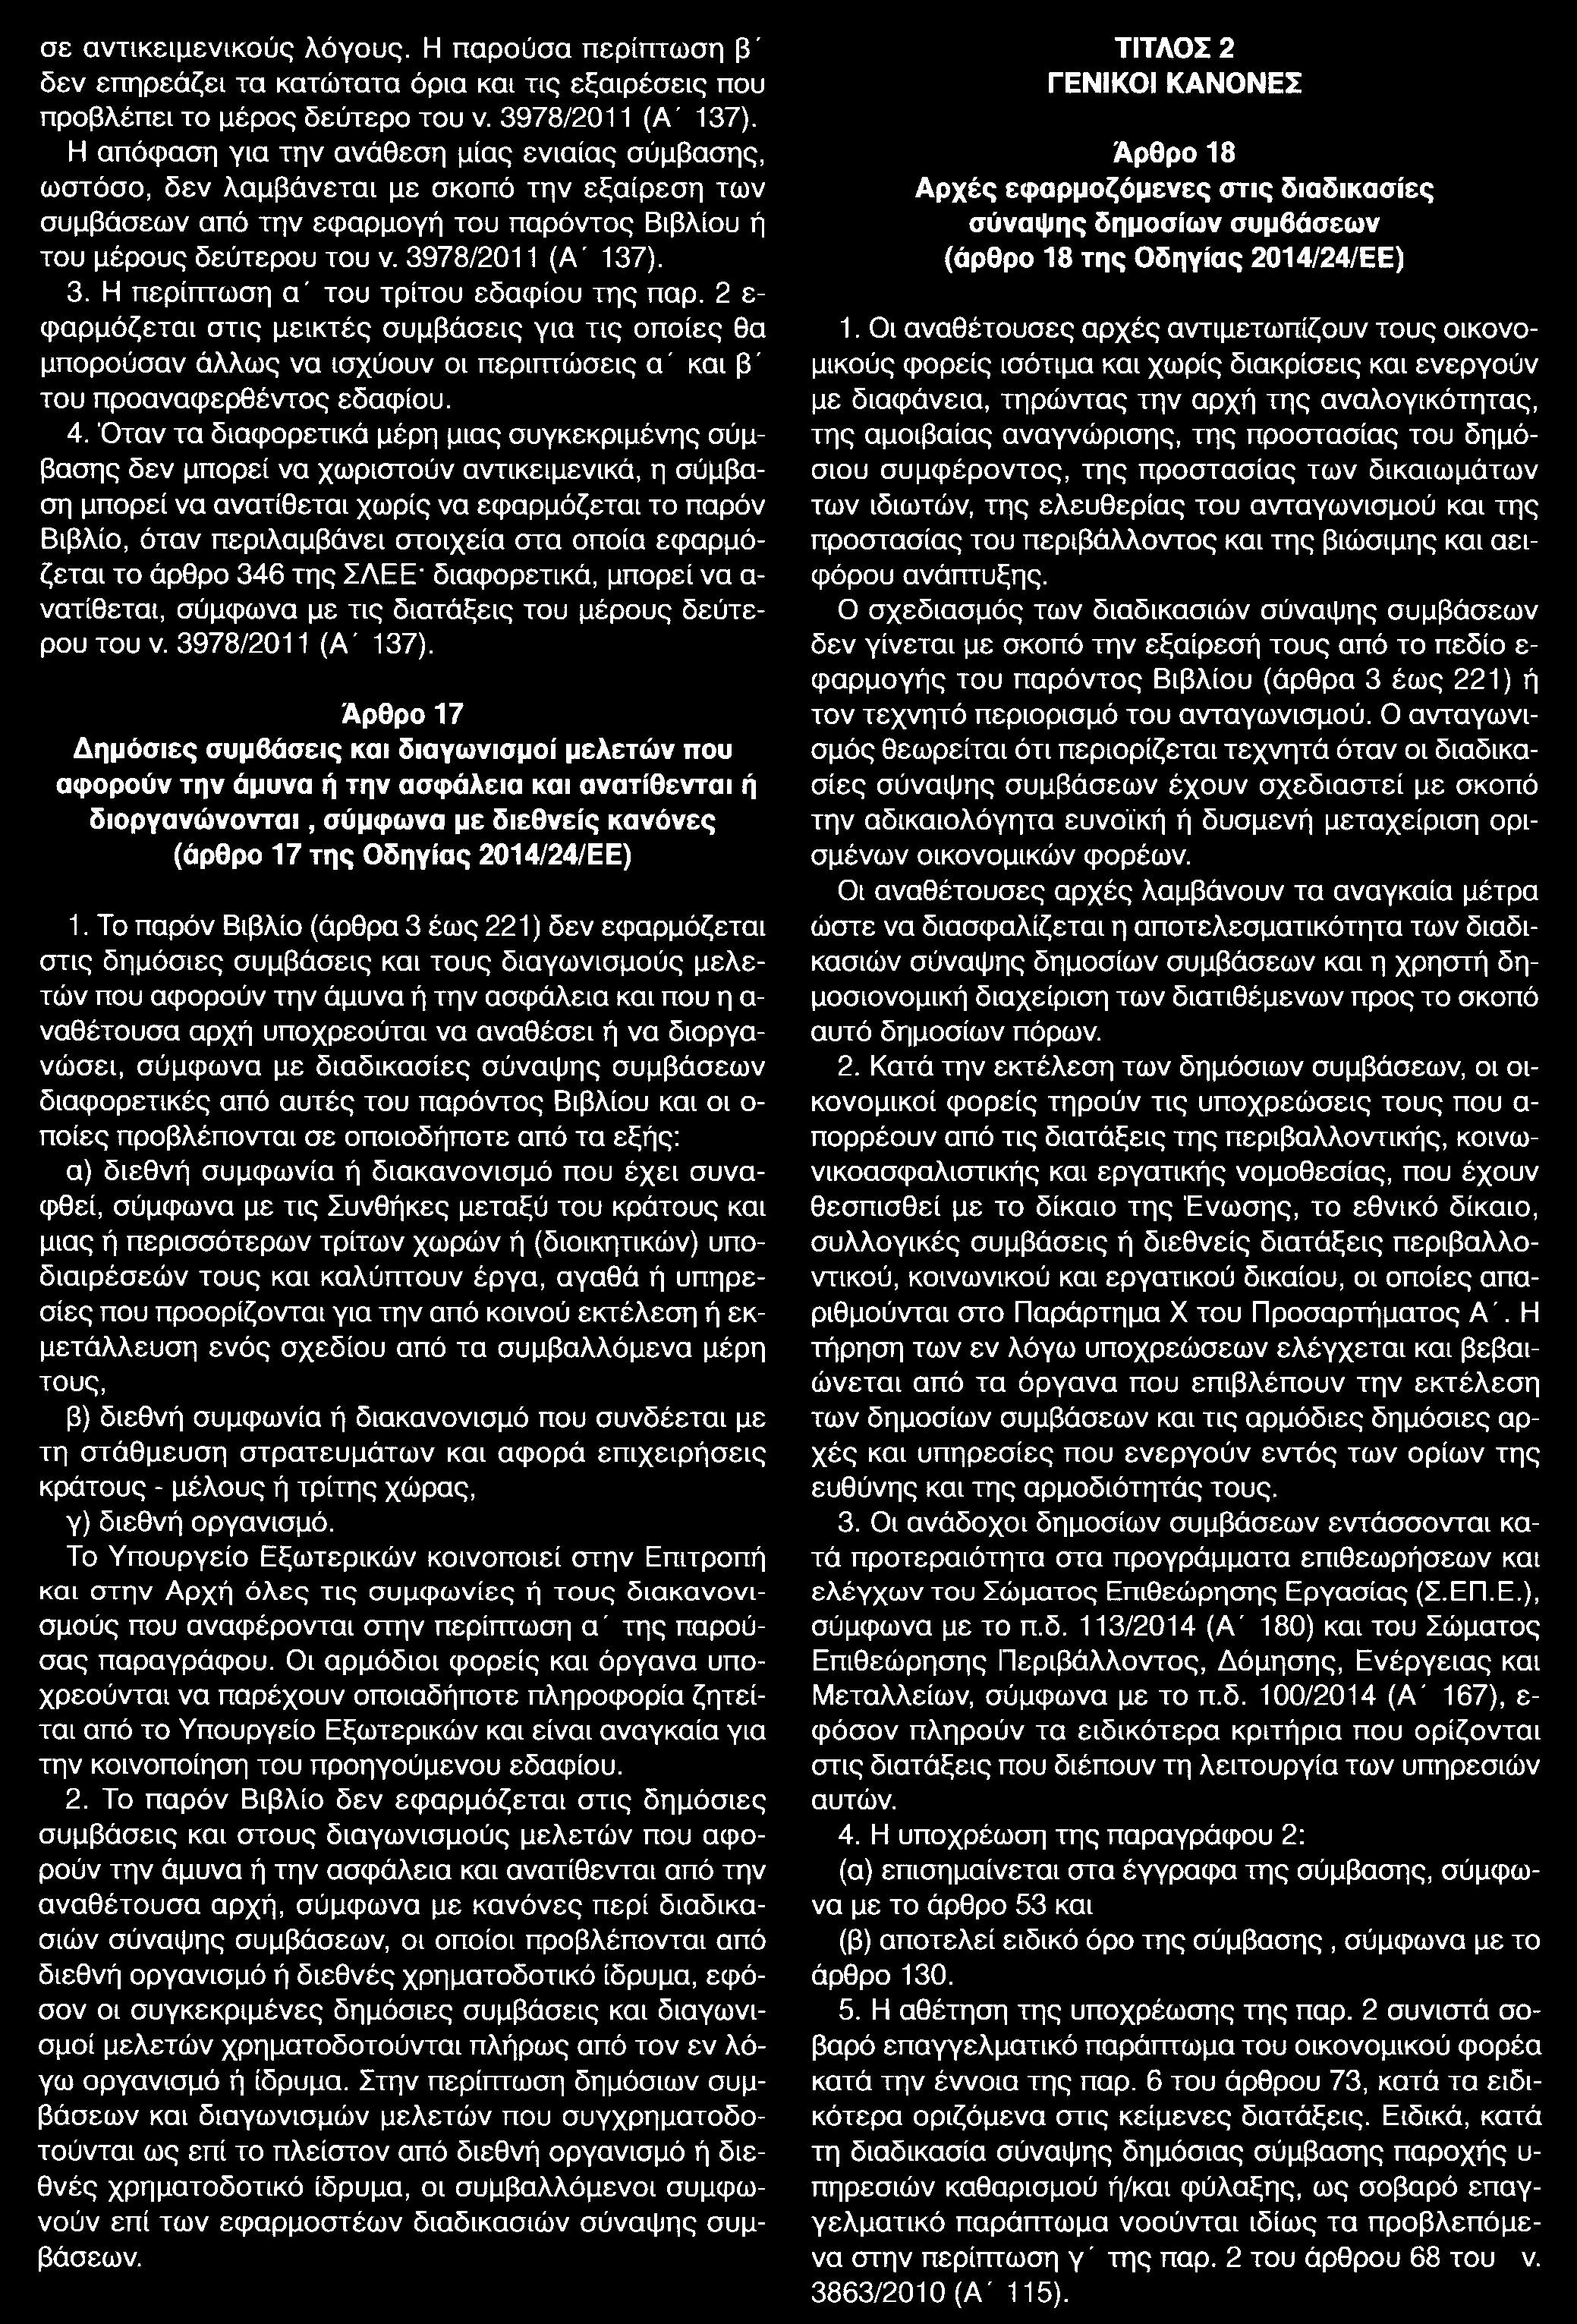 σε αντικειμενικούς λόγους. Η παρούσα περίπτωση β΄
δεν επηρεάζει τα κατώτατα όρια και τις εξαιρέσεις που
προβλέπει το μέρος δεύτερο του ν. 3978/2011 (Α΄ 137).
Η απόφαση για την ανάθεση μίας ενιαίας σύμβασης,
ωστόσο, δεν λαμβάνεται με σκοπό την εξαίρεση των
συμβάσεων από την εφαρμογή του παρόντος Βιβλίου ή
του μέρους δεύτερου του ν. 3978/2011 (Α΄ 137).
3. Η περίπτωση α΄ του τρίτου εδαφίου της παρ. 2 ε-
φαρμόζεται στις μεικτές συμβάσεις για τις οποίες θα
μπορούσαν άλλως να ισχύουν οι περιπτώσεις α΄ και β΄
του προαναφερθέντος εδαφίου.
4. Όταν τα διαφορετικά μέρη μιας συγκεκριμένης σύμ-
βασης δεν μπορεί να χωριστούν αντικειμενικά, η σύμβα-
ση μπορεί να ανατίθεται χωρίς να εφαρμόζεται το παρόν
Βιβλίο, όταν περιλαμβάνει στοιχεία στα οποία εφαρμό-
ζεται το άρθρο 346 της ΣΛΕΕ· διαφορετικά, μπορεί να α-
νατίθεται, σύμφωνα με τις διατάξεις του μέρους δεύτε-
ρου του ν. 3978/2011 (Α΄ 137).
Άρθρο 17
Δημόσιες συμβάσεις και διαγωνισμοί μελετών που
αφορούν την άμυνα ή την ασφάλεια και ανατίθενται ή
διοργανώνονται , σύμφωνα με διεθνείς κανόνες
(άρθρο 17 της Οδηγίας 2014/24/ΕΕ)
1. Το παρόν Βιβλίο (άρθρα 3 έως 221) δεν εφαρμόζεται
στις δημόσιες συμβάσεις και τους διαγωνισμούς μελε-
τών που αφορούν την άμυνα ή την ασφάλεια και που η α-
ναθέτουσα αρχή υποχρεούται να αναθέσει ή να διοργα-
νώσει, σύμφωνα με διαδικασίες σύναψης συμβάσεων
διαφορετικές από αυτές του παρόντος Βιβλίου και οι ο-
ποίες προβλέπονται σε οποιοδήποτε από τα εξής:
α) διεθνή συμφωνία ή διακανονισμό που έχει συνα-
φθεί, σύμφωνα με τις Συνθήκες μεταξύ του κράτους και
μιας ή περισσότερων τρίτων χωρών ή (διοικητικών) υπο-
διαιρέσεών τους και καλύπτουν έργα, αγαθά ή υπηρε-
σίες που προορίζονται για την από κοινού εκτέλεση ή εκ-
μετάλλευση ενός σχεδίου από τα συμβαλλόμενα μέρη
τους,
β) διεθνή συμφωνία ή διακανονισμό που συνδέεται με
τη στάθμευση στρατευμάτων και αφορά επιχειρήσεις
κράτους - μέλους ή τρίτης χώρας,
γ) διεθνή οργανισμό.
Το Υπουργείο Εξωτερικών κοινοποιεί στην Επιτροπή
και στην Αρχή όλες τις συμφωνίες ή τους διακανονι-
σμούς που αναφέρονται στην περίπτωση α΄ της παρού-
σας παραγράφου. Οι αρμόδιοι φορείς και όργανα υπο-
χρεούνται να παρέχουν οποιαδήποτε πληροφορία ζητεί-
ται από το Υπουργείο Εξωτερικών και είναι αναγκαία για
την κοινοποίηση του προηγούμενου εδαφίου.
2. Το παρόν Βιβλίο δεν εφαρμόζεται στις δημόσιες
συμβάσεις και στους διαγωνισμούς μελετών που αφο-
ρούν την άμυνα ή την ασφάλεια και ανατίθενται από την
αναθέτουσα αρχή, σύμφωνα με κανόνες περί διαδικα-
σιών σύναψης συμβάσεων, οι οποίοι προβλέπονται από
διεθνή οργανισμό ή διεθνές χρηματοδοτικό ίδρυμα, εφό-
σον οι συγκεκριμένες δημόσιες συμβάσεις και διαγωνι-
σμοί μελετών χρηματοδοτούνται πλήρως από τον εν λό-
γω οργανισμό ή ίδρυμα. Στην περίπτωση δημόσιων συμ-
βάσεων και διαγωνισμών μελετών που συγχρηματοδο-
τούνται ως επί το πλείστον από διεθνή οργανισμό ή διε-
θνές χρηματοδοτικό ίδρυμα, οι συμβαλλόμενοι συμφω-
νούν επί των εφαρμοστέων διαδικασιών σύναψης συμ-
βάσεων.
ΤΙΤΛΟΣ 2
ΓΕΝΙΚΟΙ ΚΑΝΟΝΕΣ
Άρθρο 18
Αρχές εφαρμοζόμενες στις διαδικασίες
σύναψης δημοσίων συμβάσεων
(άρθρο 18 της Οδηγίας 2014/24/ΕΕ)
1. Οι αναθέτουσες αρχές αντιμετωπίζουν τους οικονο-
μικούς φορείς ισότιμα και χωρίς διακρίσεις και ενεργούν
με διαφάνεια, τηρώντας την αρχή της αναλογικότητας,
της αμοιβαίας αναγνώρισης, της προστασίας του δημό-
σιου συμφέροντος, της προστασίας των δικαιωμάτων
των ιδιωτών, της ελευθερίας του ανταγωνισμού και της
προστασίας του περιβάλλοντος και της βιώσιμης και αει-
φόρου ανάπτυξης.
Ο σχεδιασμός των διαδικασιών σύναψης συμβάσεων
δεν γίνεται με σκοπό την εξαίρεσή τους από το πεδίο ε-
φαρμογής του παρόντος Βιβλίου (άρθρα 3 έως 221) ή
τον τεχνητό περιορισμό του ανταγωνισμού. Ο ανταγωνι-
σμός θεωρείται ότι περιορίζεται τεχνητά όταν οι διαδικα-
σίες σύναψης συμβάσεων έχουν σχεδιαστεί με σκοπό
την αδικαιολόγητα ευνοϊκή ή δυσμενή μεταχείριση ορι-
σμένων οικονομικών φορέων.
Οι αναθέτουσες αρχές λαμβάνουν τα αναγκαία μέτρα
ώστε να διασφαλίζεται η αποτελεσματικότητα των διαδι-
κασιών σύναψης δημοσίων συμβάσεων και η χρηστή δη-
μοσιονομική διαχείριση των διατιθέμενων προς το σκοπό
αυτό δημοσίων πόρων.
2. Κατά την εκτέλεση των δημόσιων συμβάσεων, οι οι-
κονομικοί φορείς τηρούν τις υποχρεώσεις τους που α-
πορρέουν από τις διατάξεις της περιβαλλοντικής, κοινω-
νικοασφαλιστικής και εργατικής νομοθεσίας, που έχουν
θεσπισθεί με το δίκαιο της Ένωσης, το εθνικό δίκαιο,
συλλογικές συμβάσεις ή διεθνείς διατάξεις περιβαλλο-
ντικού, κοινωνικού και εργατικού δικαίου, οι οποίες απα-
ριθμούνται στο Παράρτημα Χ του Προσαρτήματος Α΄. Η
τήρηση των εν λόγω υποχρεώσεων ελέγχεται και βεβαι-
ώνεται από τα όργανα που επιβλέπουν την εκτέλεση
των δημοσίων συμβάσεων και τις αρμόδιες δημόσιες αρ-
χές και υπηρεσίες που ενεργούν εντός των ορίων της
ευθύνης και της αρμοδιότητάς τους.
3. Οι ανάδοχοι δημοσίων συμβάσεων εντάσσονται κα-
τά προτεραιότητα στα προγράμματα επιθεωρήσεων και
ελέγχων του Σώματος Επιθεώρησης Εργασίας (Σ.ΕΠ.Ε.),
σύμφωνα με το π.δ. 113/2014 (Α΄ 180) και του Σώματος
Επιθεώρησης Περιβάλλοντος, Δόμησης, Ενέργειας και
Μεταλλείων, σύμφωνα με το π.δ. 100/2014 (Α΄ 167), ε-
φόσον πληρούν τα ειδικότερα κριτήρια που ορίζονται
στις διατάξεις που διέπουν τη λειτουργία των υπηρεσιών
αυτών.
4. Η υποχρέωση της παραγράφου 2:
(α) επισημαίνεται στα έγγραφα της σύμβασης, σύμφω-
να με το άρθρο 53 και
(β) αποτελεί ειδικό όρο της σύμβασης , σύμφωνα με το
άρθρο 130.
5. Η αθέτηση της υποχρέωσης της παρ. 2 συνιστά σο-
βαρό επαγγελματικό παράπτωμα του οικονομικού φορέα
κατά την έννοια της παρ. 6 του άρθρου 73, κατά τα ειδι-
κότερα οριζόμενα στις κείμενες διατάξεις. Ειδικά, κατά
τη διαδικασία σύναψης δημόσιας σύμβασης παροχής υ-
πηρεσιών καθαρισμού ή/και φύλαξης, ως σοβαρό επαγ-
γελματικό παράπτωμα νοούνται ιδίως τα προβλεπόμε-
να στην περίπτωση γ΄ της παρ. 2 του άρθρου 68 του ν.
3863/2010 (Α΄ 115).